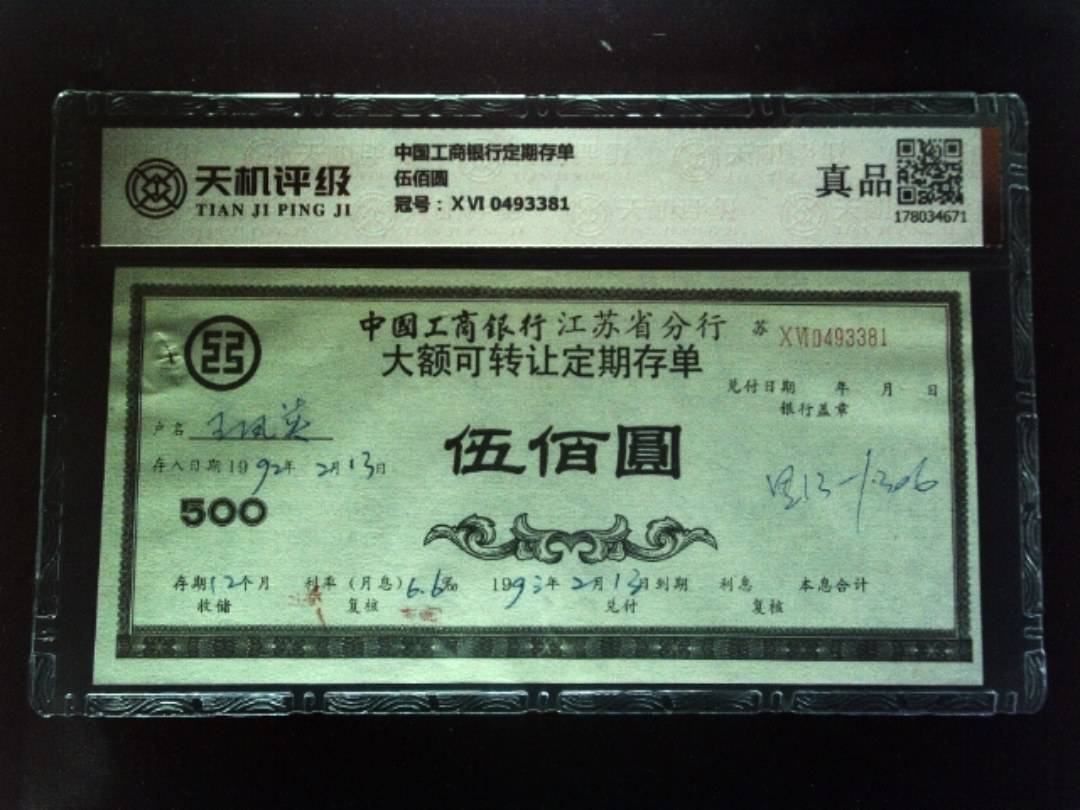 天机评级
TIAN JI PING JI
中国工商银行定期存单
伍佰圆
冠号：XVI 0493381
真品
178034671
中國工商銀行江苏省分行 苏 XVI0493381
大额可转让定期存单
兑付日期 年 月 日
银行盖章
户名 王凤英
存入日期1992年 2月13日
伍佰圓
500
存期12个月 利率（月息）6.6‰ 1993年2月13日到期 利息 本息合计
收储 复核 兑付 复核